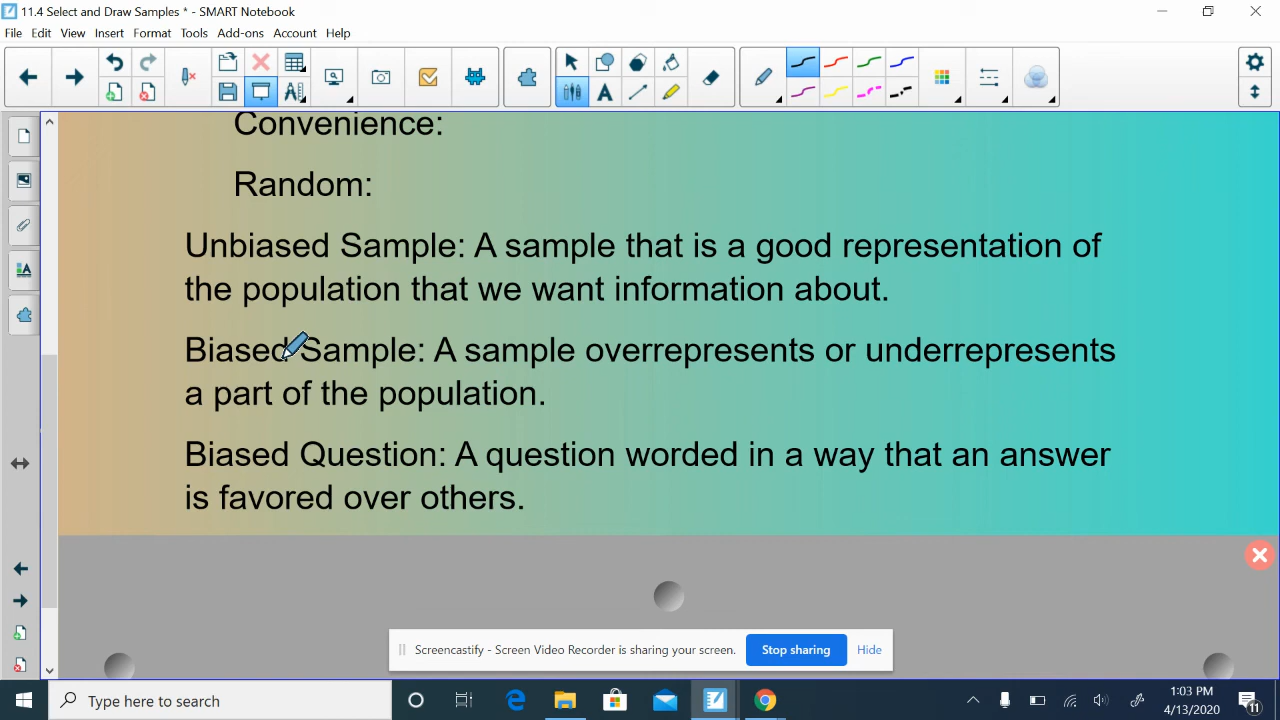 11.4 Select and Draw Samples * - SMART Notebook
File Edit View Insert Format Tools Add-ons Account Help
Convenience:
Random:
Unbiased Sample: A sample that is a good representation of
the population that we want information about.
Biased Sample: A sample overrepresents or underrepresents
a part of the population.
Biased Question: A question worded in a way that an answer
is favored over others.
Screencastify - Screen Video Recorder is sharing your screen. Stop sharing Hide
Type here to search
1:03 PM
4/13/2020
11